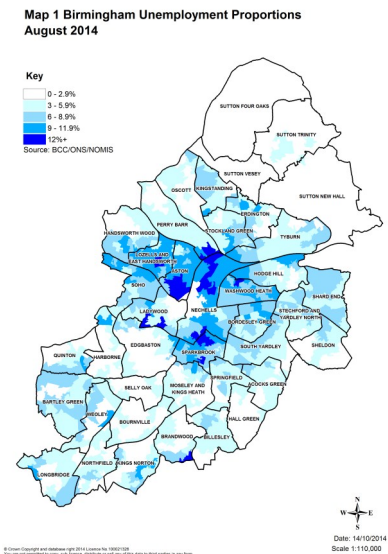 Map 1 Birmingham Unemployment Proportions
August 2014
Key
0 - 2.9%
3 - 5.9%
6 - 8.9%
9 - 11.9%
12%+
Source: BCC/ONS/NOMIS
SUTTON FOUR OAKS
SUTTON TRINITY
SUTTON VESEY
OSCOTT
KINGSTANDING
SUTTON NEW HALL
ERDINGTON
PERRY BARR
STOCKLAND GREEN
HANDSWORTH WOOD
TYBURN
LOZELLS AND
EAST HANDSWORTH
ASTON
HODGE HILL
SOHO
WASHWOOD HEATH
SHARD END
LADYWOOD
NECHELLS
STECHFORD AND
YARDLEY NORTH
BORDESLEY GREEN
EDGBASTON
SPARKBROOK
SOUTH YARDLEY
SHELDON
QUINTON
HARBORNE
SPRINGFIELD
ACOCKS GREEN
SELLY OAK
MOSELEY AND
KINGS HEATH
BARTLEY GREEN
WEOLEY
BOURNVILLE
HALL GREEN
BRANDWOOD
BILLESLEY
LONGBRIDGE
NORTHFIELD
KINGS NORTON
N
W
E
S
Date: 14/10/2014
Scale 1:110,000
© Crown Copyright and database right 2014